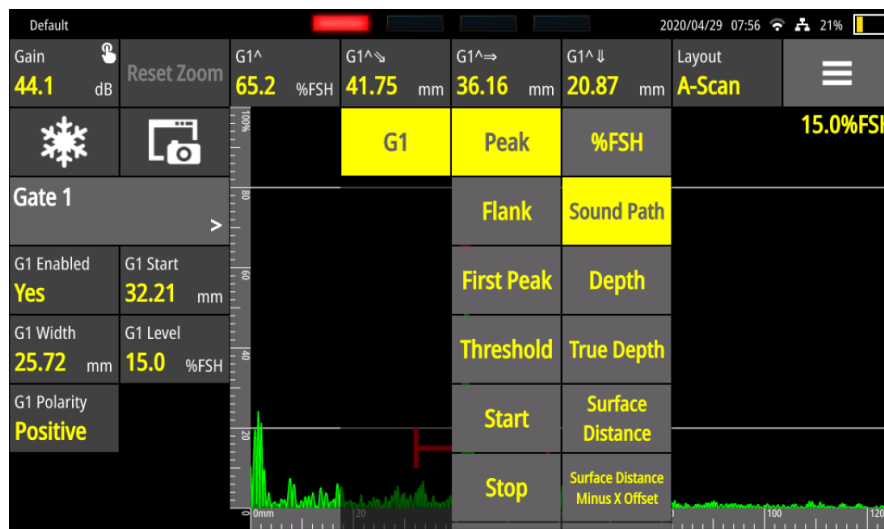 Default
2020/04/29 07:56 21%
Gain
44.1 dB
Reset Zoom
G1^
65.2 %FSH
G1^⇘
41.75 mm
G1^⇒
36.16 mm
G1^⇓
20.87 mm
Layout
A-Scan
15.0%FSH
G1
Peak
%FSH
Gate 1
>
Flank
Sound Path
G1 Enabled
Yes
G1 Start
32.21 mm
First Peak
Depth
G1 Width
25.72 mm
G1 Level
15.0 %FSH
Threshold
True Depth
G1 Polarity
Positive
Start
Surface
Distance
Stop
Surface Distance
Minus X Offset
100%
80
60
40
20
0
0mm
20
100
120